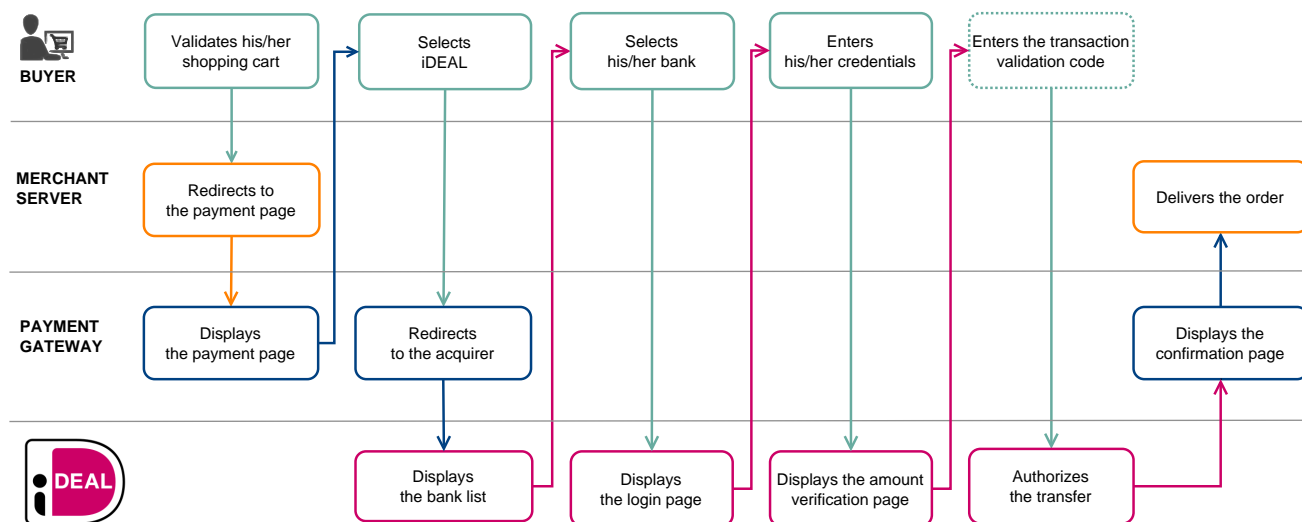 BUYER
Validates his/her
shopping cart
Selects
iDEAL
Selects
his/her bank
Enters
his/her credentials
Enters the transaction
validation code
MERCHANT
SERVER
Redirects to
the payment page
Delivers the order
PAYMENT
GATEWAY
Displays
the payment page
Redirects
to the acquirer
Displays the
confirmation page
iDEAL
Displays
the bank list
Displays
the login page
Displays the amount
verification page
Authorizes
the transfer